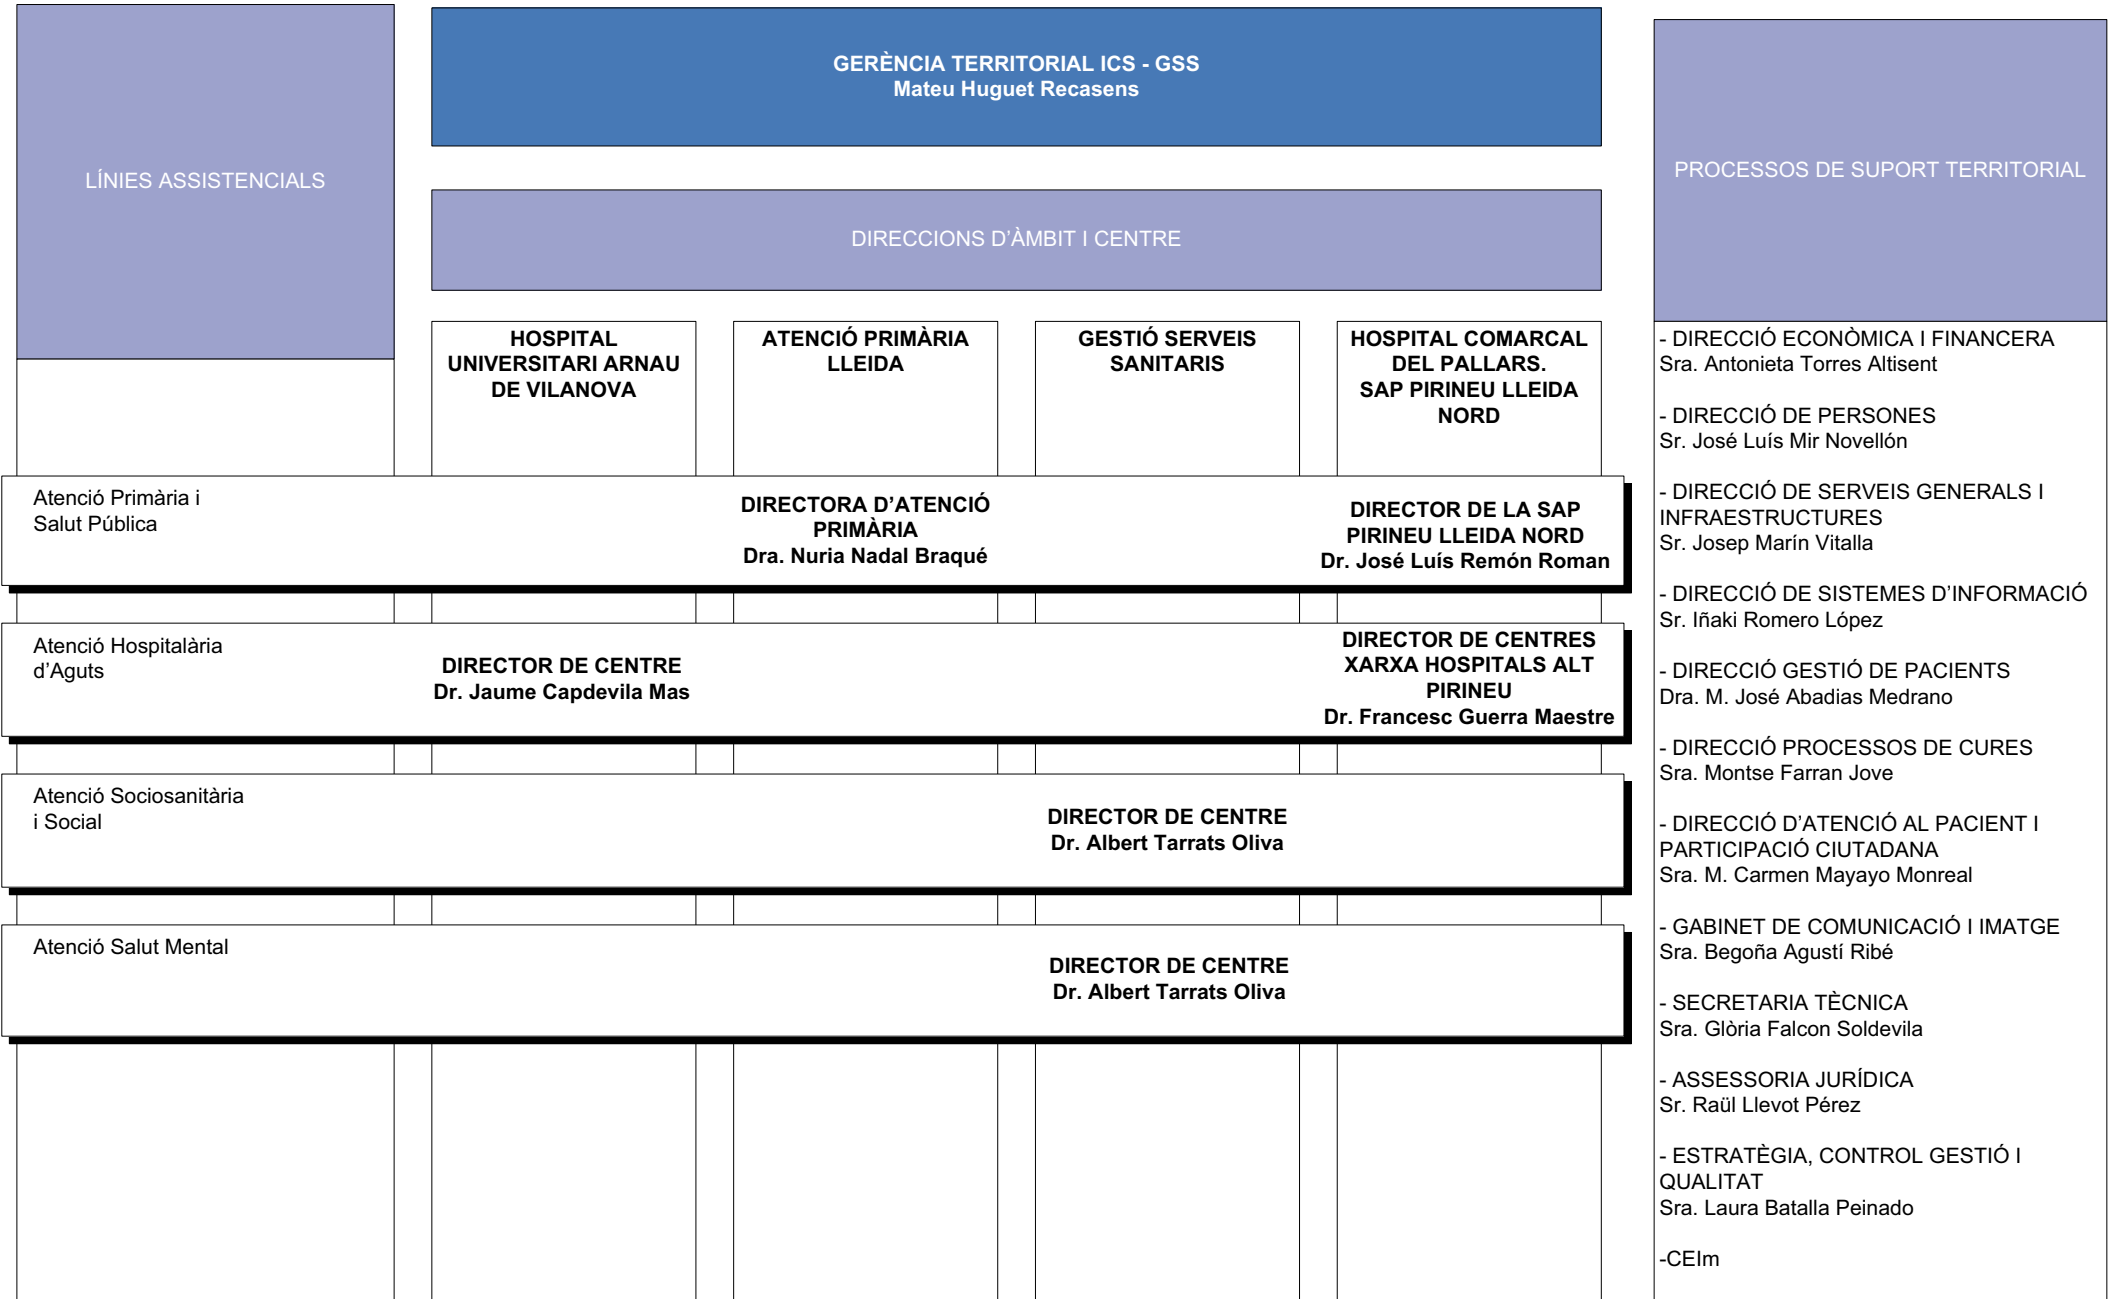 LÍNIES ASSISTENCIALS
GERÈNCIA TERRITORIAL ICS - GSS
Mateu Huguet Recasens
DIRECCIONS D'ÀMBIT I CENTRE
HOSPITAL
UNIVERSITARI ARNAU
DE VILANOVA
ATENCIÓ PRIMÀRIA
LLEIDA
GESTIÓ SERVEIS
SANITARIS
HOSPITAL COMARCAL
DEL PALLARS.
SAP PIRINEU LLEIDA
NORD
Atenció Primària i
Salut Pública
DIRECTORA D'ATENCIÓ
PRIMÀRIA
Dra. Nuria Nadal Braqué
DIRECTOR DE LA SAP
PIRINEU LLEIDA NORD
Dr. José Luís Remón Roman
Atenció Hospitalària
d'Aguts
DIRECTOR DE CENTRE
Dr. Jaume Capdevila Mas
DIRECTOR DE CENTRES
XARXA HOSPITALS ALT
PIRINEU
Dr. Francesc Guerra Maestre
Atenció Sociosanitària
i Social
DIRECTOR DE CENTRE
Dr. Albert Tarrats Oliva
Atenció Salut Mental
DIRECTOR DE CENTRE
Dr. Albert Tarrats Oliva
PROCESSOS DE SUPORT TERRITORIAL
- DIRECCIÓ ECONÒMICA I FINANCERA
Sra. Antonieta Torres Altisent
- DIRECCIÓ DE PERSONES
Sr. José Luís Mir Novellón
- DIRECCIÓ DE SERVEIS GENERALS I
INFRAESTRUCTURES
Sr. Josep Marín Vitalla
- DIRECCIÓ DE SISTEMES D'INFORMACIÓ
Sr. Iñaki Romero López
- DIRECCIÓ GESTIÓ DE PACIENTS
Dra. M. José Abadias Medrano
- DIRECCIÓ PROCESSOS DE CURES
Sra. Montse Farran Jove
- DIRECCIÓ D'ATENCIÓ AL PACIENT I
PARTICIPACIÓ CIUTADANA
Sra. M. Carmen Mayayo Monreal
- GABINET DE COMUNICACIÓ I IMATGE
Sra. Begoña Agustí Ribé
- SECRETARIA TÈCNICA
Sra. Glòria Falcon Soldevila
- ASSESSORIA JURÍDICA
Sr. Raül Llevot Pérez
- ESTRATÈGIA, CONTROL GESTIÓ I
QUALITAT
Sra. Laura Batalla Peinado
-CEIm